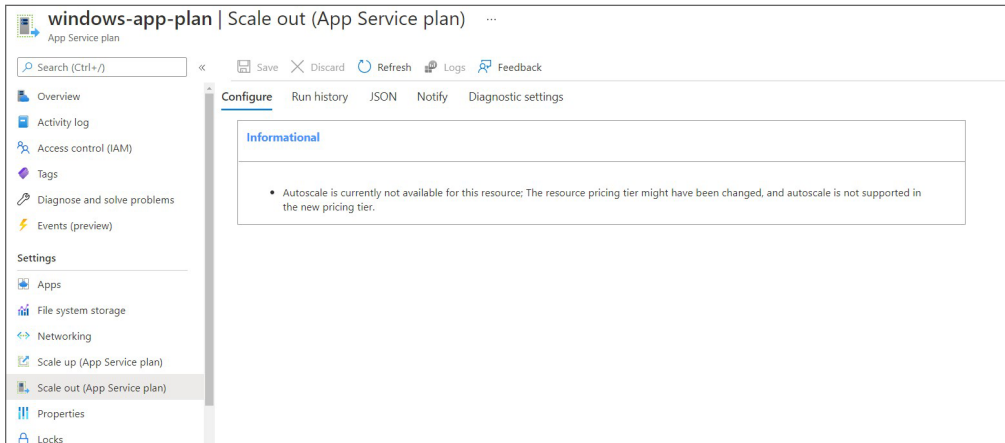 windows-app-plan | Scale out (App Service plan) ...
App Service plan
Search (Ctrl+/) «
Save Discard Refresh Logs Feedback
Overview
Activity log
Access control (IAM)
Tags
Diagnose and solve problems
Events (preview)
Settings
Apps
File system storage
Networking
Scale up (App Service plan)
Scale out (App Service plan)
Properties
Locks
Configure Run history JSON Notify Diagnostic settings
Informational
• Autoscale is currently not available for this resource; The resource pricing tier might have been changed, and autoscale is not supported in
the new pricing tier.